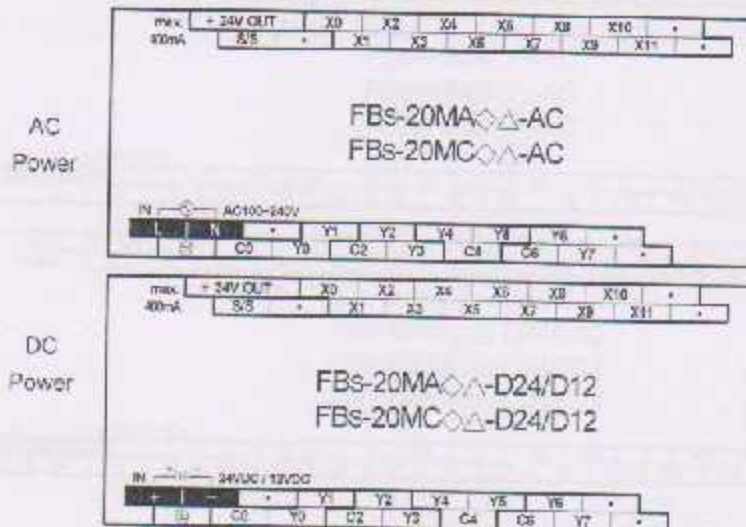 max. + 24V OUT - X0 X2 X4 X6 X8 X10 •
400mA S/S • X1 X3 X5 X7 X9 X11 •
AC
Power
FBs-20MA◇△-AC
FBs-20MC◇△-AC
IN AC100~240V
L N • Y1 Y2 Y4 Y5 Y6 •
C0 Y0 C2 Y3 C4 C6 Y7 •
max. + 24V OUT - X0 X2 X4 X6 X8 X10 •
400mA S/S • X1 X3 X5 X7 X9 X11 •
DC
Power
FBs-20MA◇△-D24/D12
FBs-20MC◇△-D24/D12
IN 24VDC / 12VDC
+ - • Y1 Y2 Y4 Y5 Y6 •
C0 Y0 C2 Y3 C4 C6 Y7 •